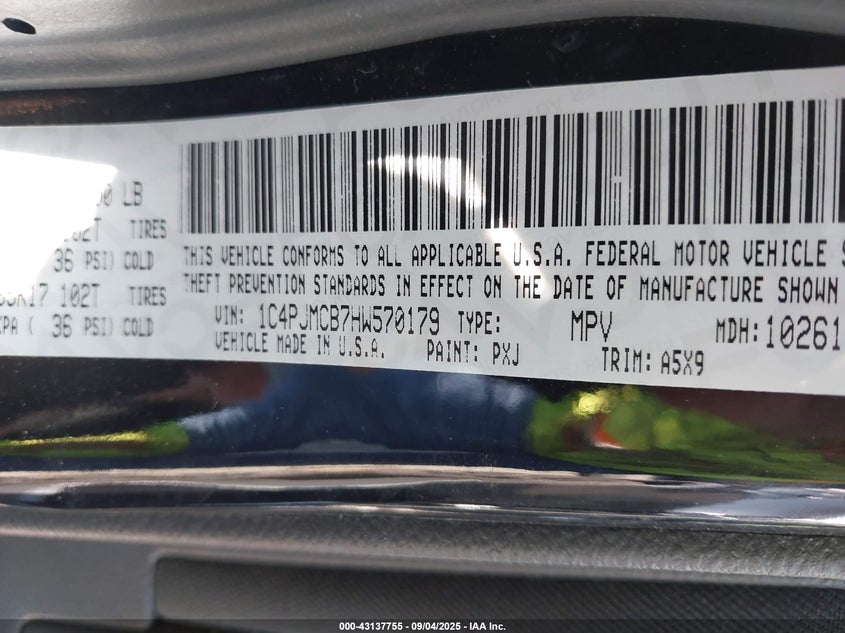 LB
102T TIRES
36 PSI) COLD
R17 102T TIRES
KPA ( 36 PSI) COLD
THIS VEHICLE CONFORMS TO ALL APPLICABLE U.S.A. FEDERAL MOTOR VEHICLE S
THEFT PREVENTION STANDARDS IN EFFECT ON THE DATE OF MANUFACTURE SHOWN
VIN: 1C4PJMCB7HW570179 TYPE: MPV MDH: 10261
VEHICLE MADE IN U.S.A. PAINT: PXJ TRIM: A5X9
000-43137755 - 09/04/2025 - IAA Inc.